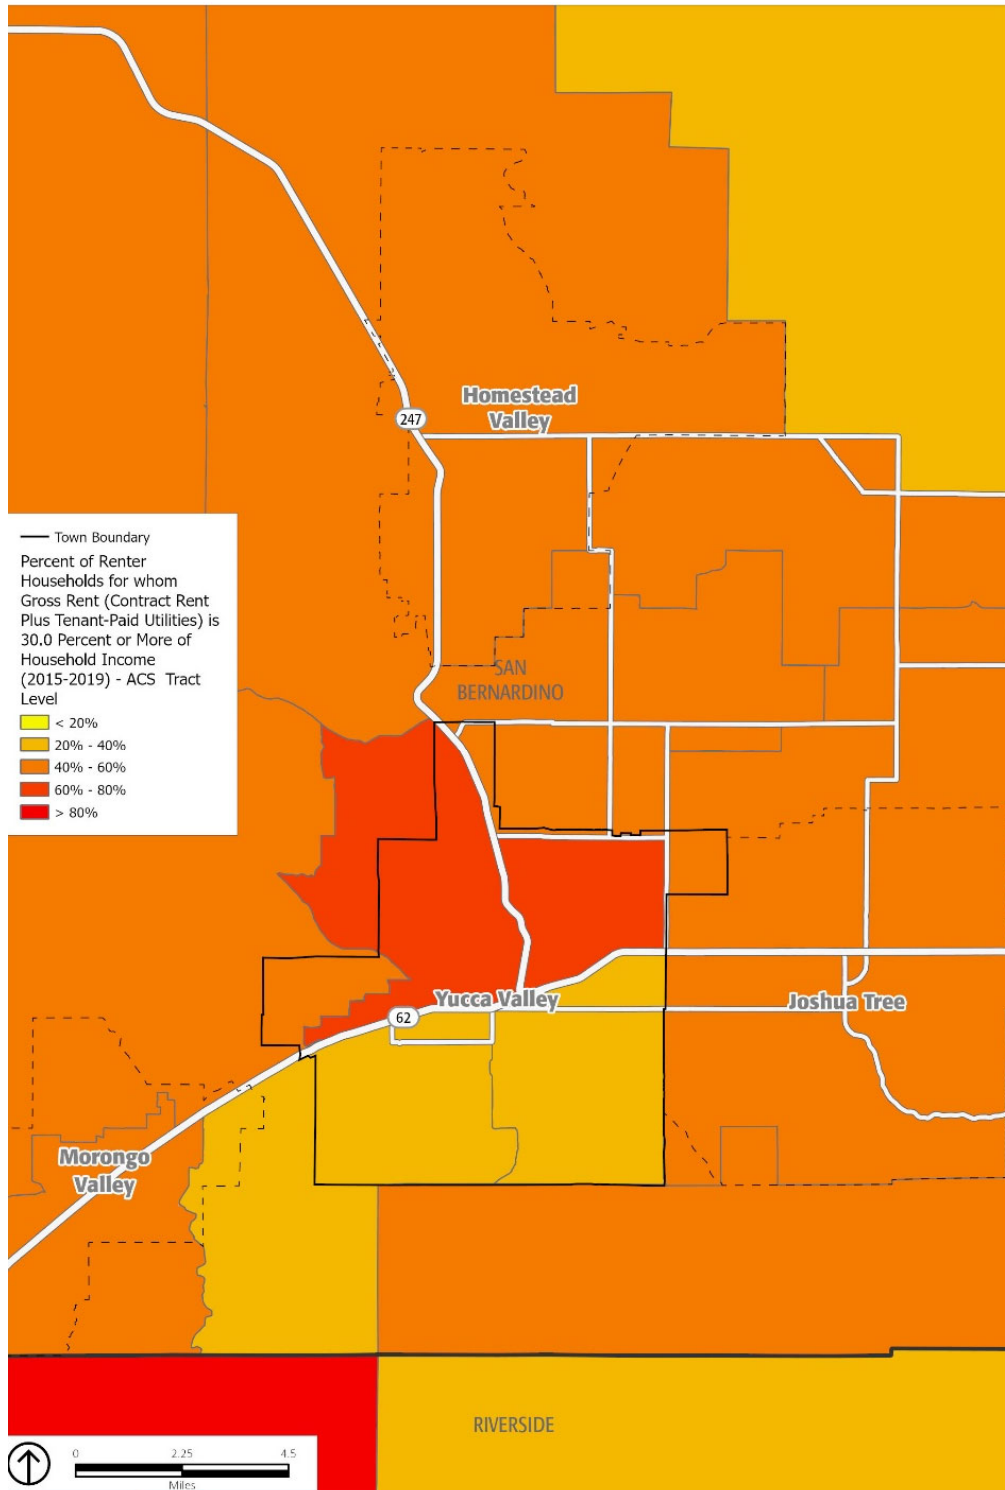 Homestead
Valley
247
Town Boundary
Percent of Renter
Households for whom
Gross Rent (Contract Rent
Plus Tenant-Paid Utilities) is
30.0 Percent or More of
Household Income
(2015-2019) - ACS Tract
Level
< 20%
20% - 40%
40% - 60%
60% - 80%
> 80%
SAN
BERNARDINO
Yucca Valley
Joshua Tree
62
Morongo
Valley
RIVERSIDE
0 2.25 4.5
Miles